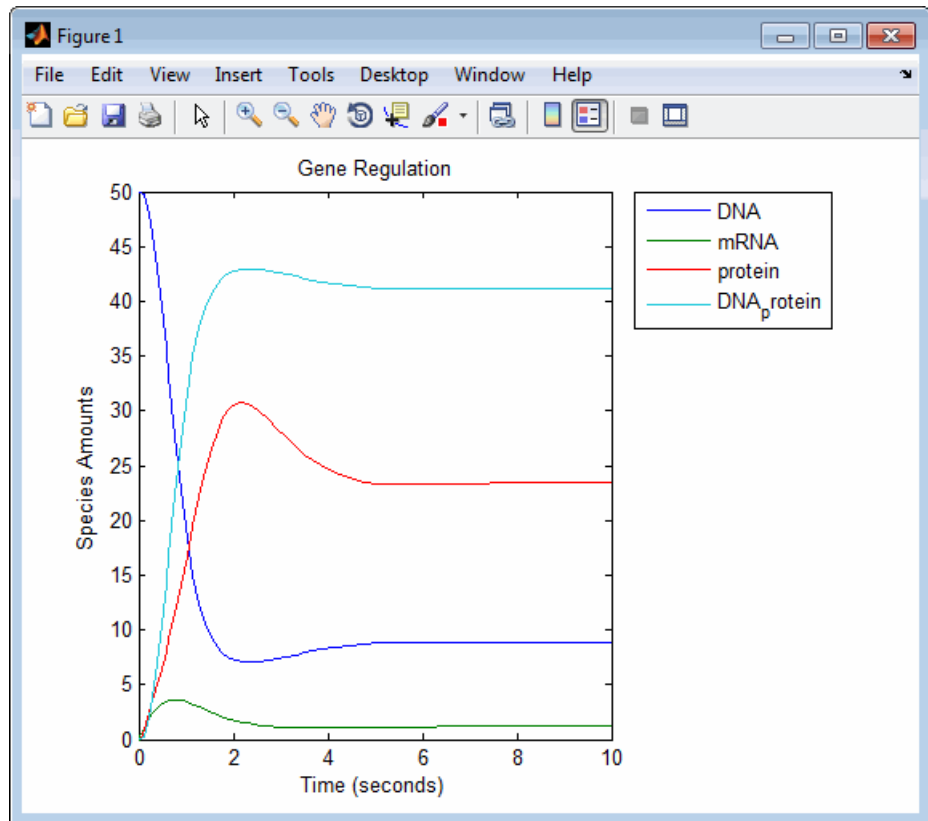 Figure 1
File Edit View Insert Tools Desktop Window Help
Gene Regulation
50
45
40
35
30
25
20
15
10
5
0
Species Amounts
0 2 4 6 8 10
Time (seconds)
DNA
mRNA
protein
DNA_protein